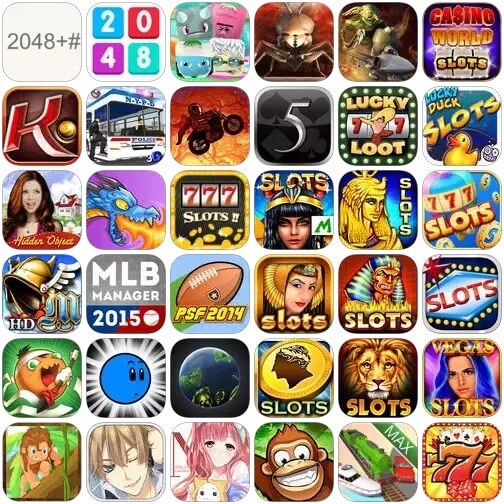 2048+#
2 0
4 8
CASINO
WORLD
SLOTS
K
N.Y.P.D
3D
5
LUCKY
777
LOOT
LUCKY
DUCK
SLOTS
Hidden Object
777
SLOTS !!
SLOTS
M
SLOTS
777
SLOTS
HD
M
MLB
MANAGER
2015
PSF 2014
slots
SLOTS
SLOTS
SLOTS
SLOTS
VEGAS
SLOTS
MAX
777